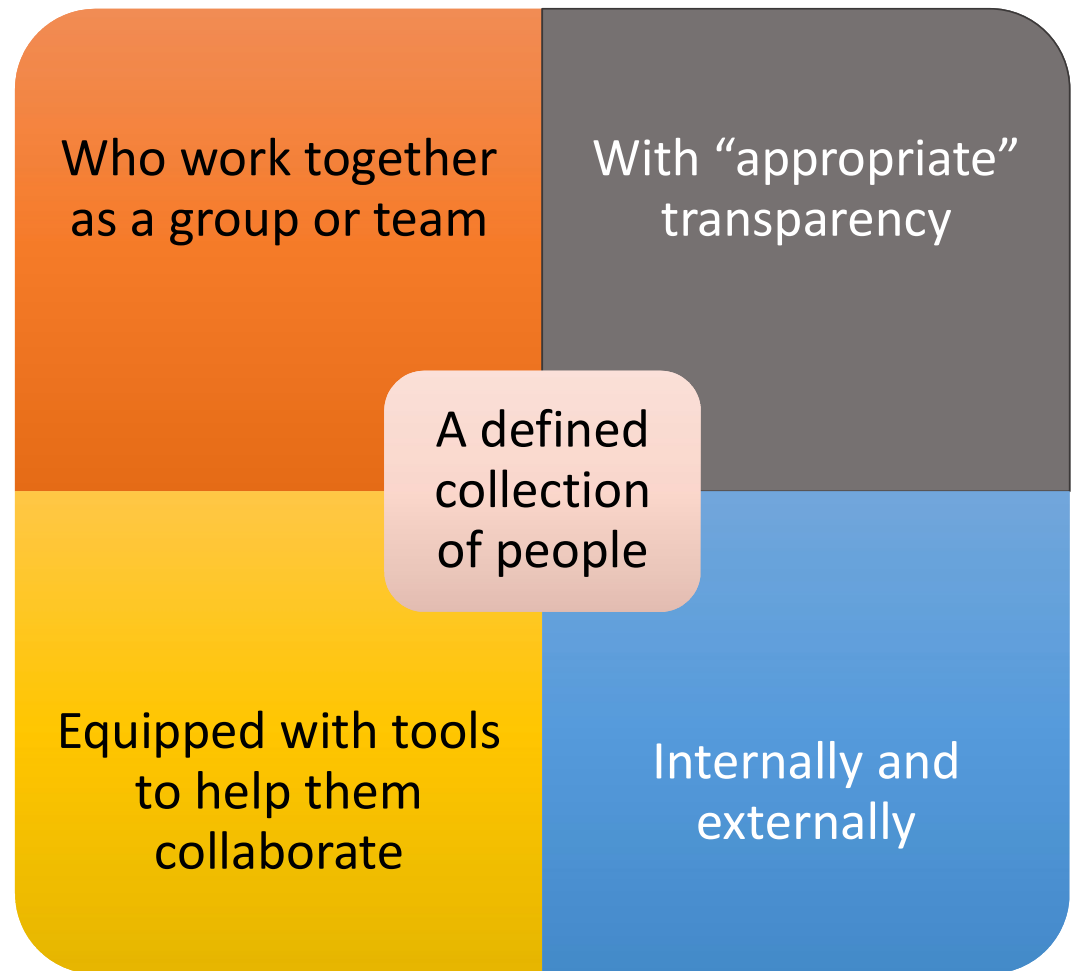 Who work together
as a group or team
With “appropriate”
transparency
A defined
collection
of people
Equipped with tools
to help them
collaborate
Internally and
externally